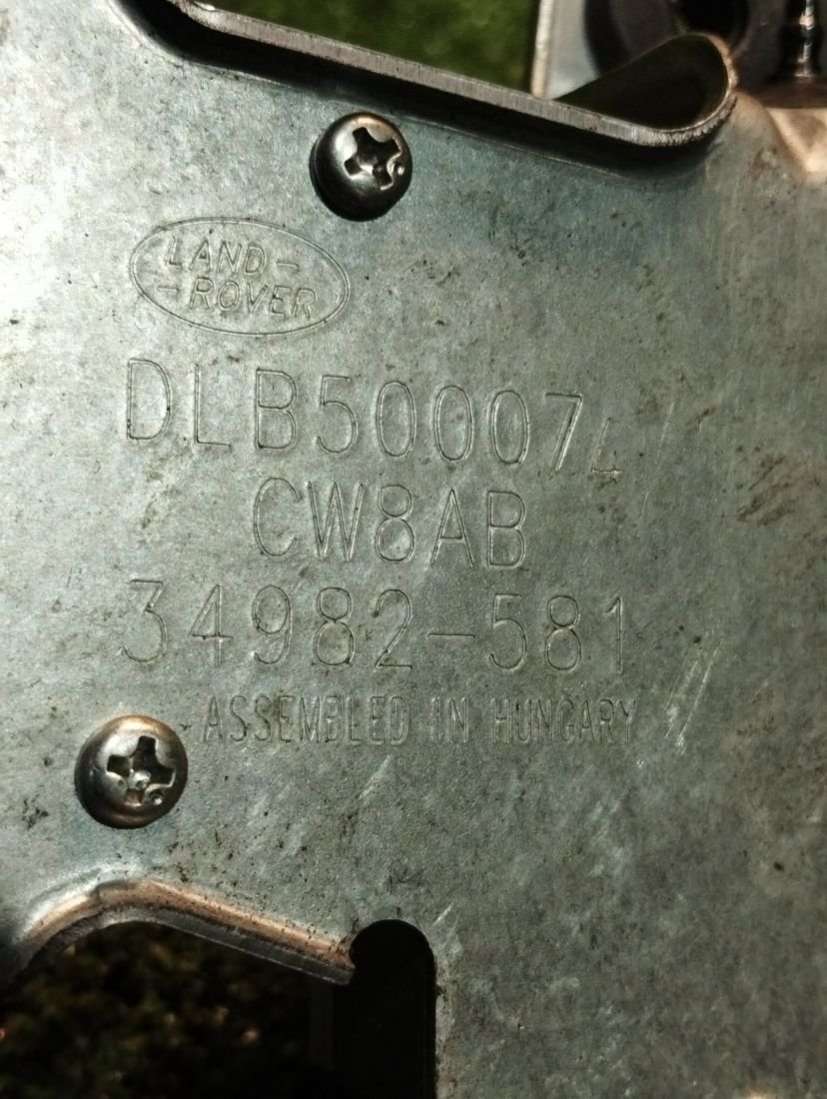 LAND-
-ROVER
DLB500074
CW8AB
34982-581
ASSEMBLED IN HUNGARY